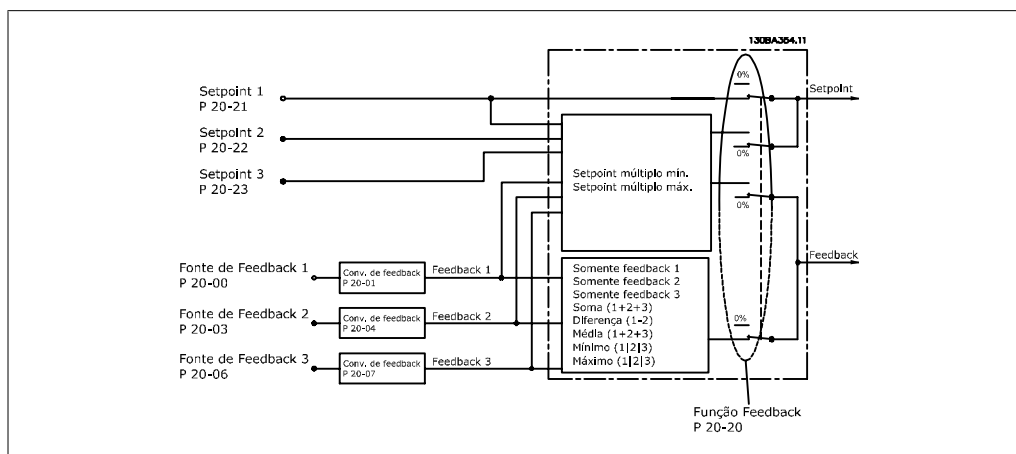 130BA354.11
0%
Setpoint
Setpoint 1
P 20-21
Setpoint 2
P 20-22
0%
Setpoint 3
P 20-23
Setpoint múltiplo mín.
Setpoint múltiplo máx.
0%
Feedback
Fonte de Feedback 1
P 20-00
Conv. de feedback
P 20-01
Feedback 1
Fonte de Feedback 2
P 20-03
Conv. de feedback
P 20-04
Feedback 2
Fonte de Feedback 3
P 20-06
Conv. de feedback
P 20-07
Feedback 3
Somente feedback 1
Somente feedback 2
Somente feedback 3
Soma (1+2+3)
Diferença (1-2)
Média (1+2+3)
Mínimo (1|2|3)
Máximo (1|2|3)
0%
Função Feedback
P 20-20